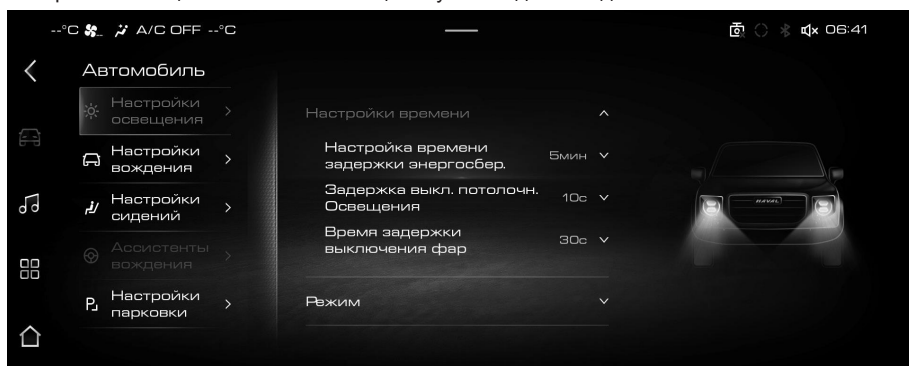 --°C A/C OFF --°C
06:41
Автомобиль
Настройки
освещения
Настройки
вождения
Настройки
сидений
Ассистенты
вождения
Настройки
парковки
Настройки времени
Настройка времени
задержки энергосбер.
5мин
Задержка выкл. потолочн.
Освещения
10с
Время задержки
выключения фар
30с
Режим
HAVAL